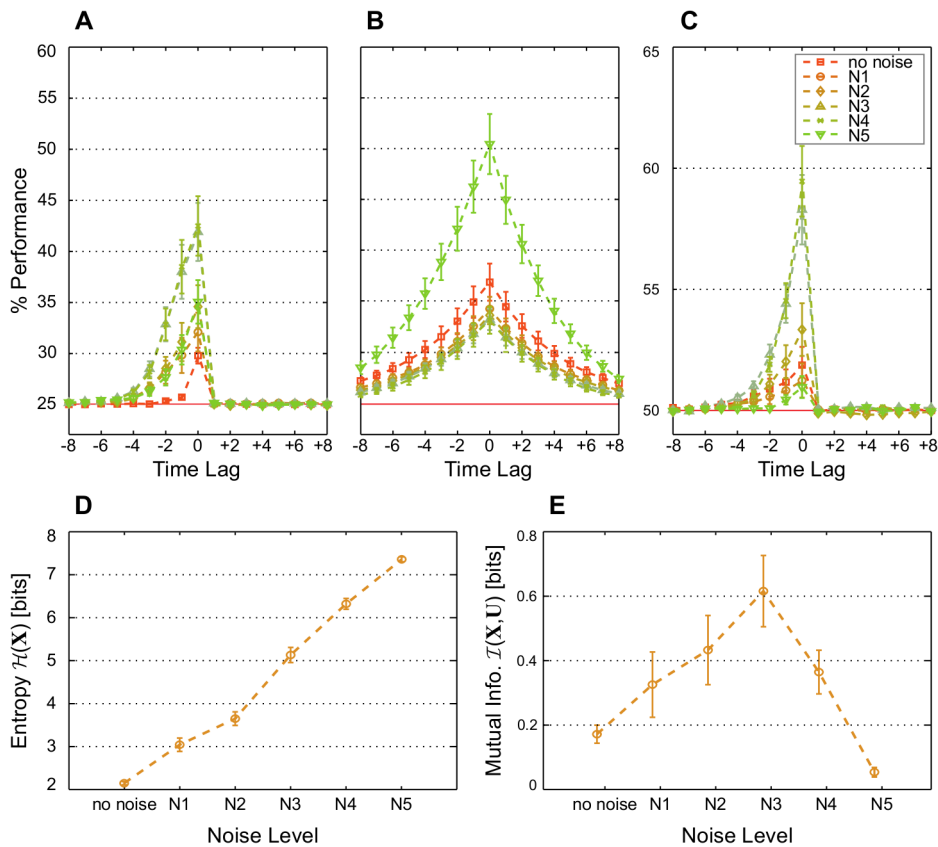 A B C
60 65
55 60
50 55
45 50
40
35
30
25
% Performance
no noise
N1
N2
N3
N4
N5
-8 -6 -4 -2 0 +2 +4 +6 +8
-8 -6 -4 -2 0 +2 +4 +6 +8
-8 -6 -4 -2 0 +2 +4 +6 +8
Time Lag Time Lag Time Lag
D
8
7
6
5
4
3
2
Entropy ℋ(X) [bits]
no noise N1 N2 N3 N4 N5
Noise Level
E
0.8
0.6
0.4
0.2
0
Mutual Info. ℐ(X,U) [bits]
no noise N1 N2 N3 N4 N5
Noise Level